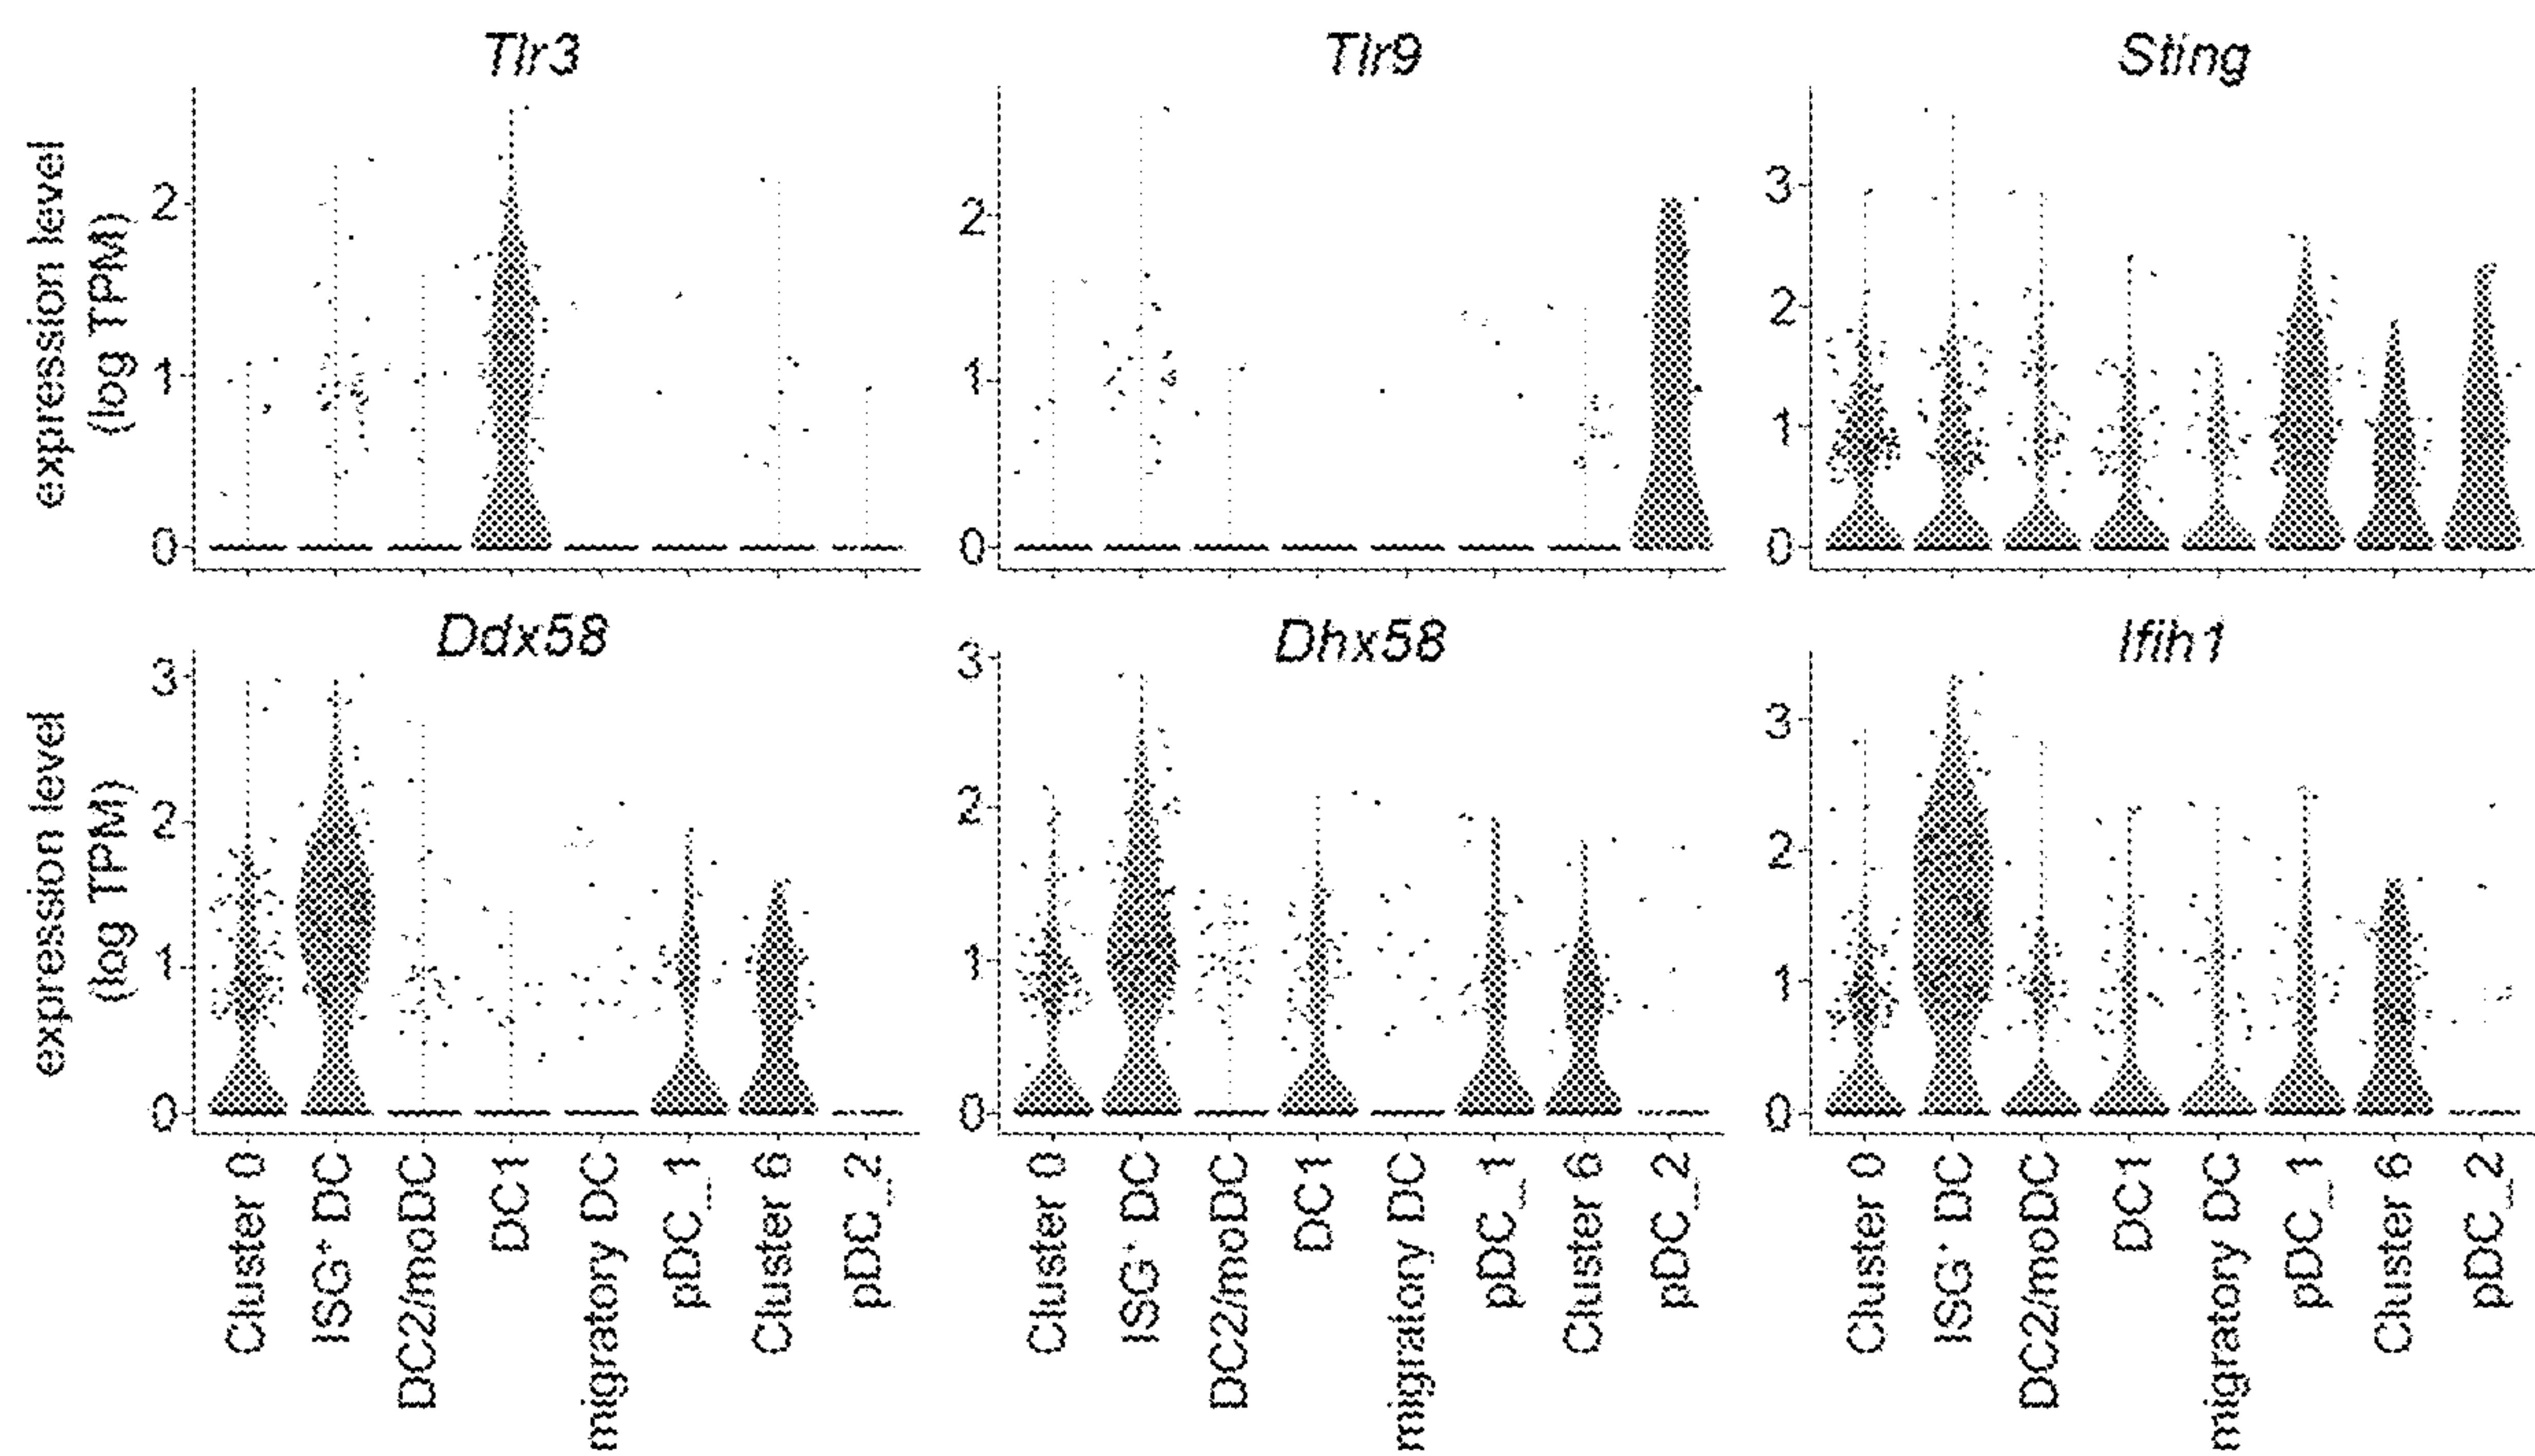 Tlr3
Tlr9
Sting
expression level
(log TPM)
2
1
0
2
1
0
3
2
1
0
Ddx58
Dhx58
Ifih1
expression level
(log TPM)
3
2
1
0
3
2
1
0
3
2
1
0
Cluster 0
ISG+ DC
DC2/moDC
DC1
migratory DC
pDC_1
Cluster 6
pDC_2
Cluster 0
ISG+ DC
DC2/moDC
DC1
migratory DC
pDC_1
Cluster 6
pDC_2
Cluster 0
ISG+ DC
DC2/moDC
DC1
migratory DC
pDC_1
Cluster 6
pDC_2